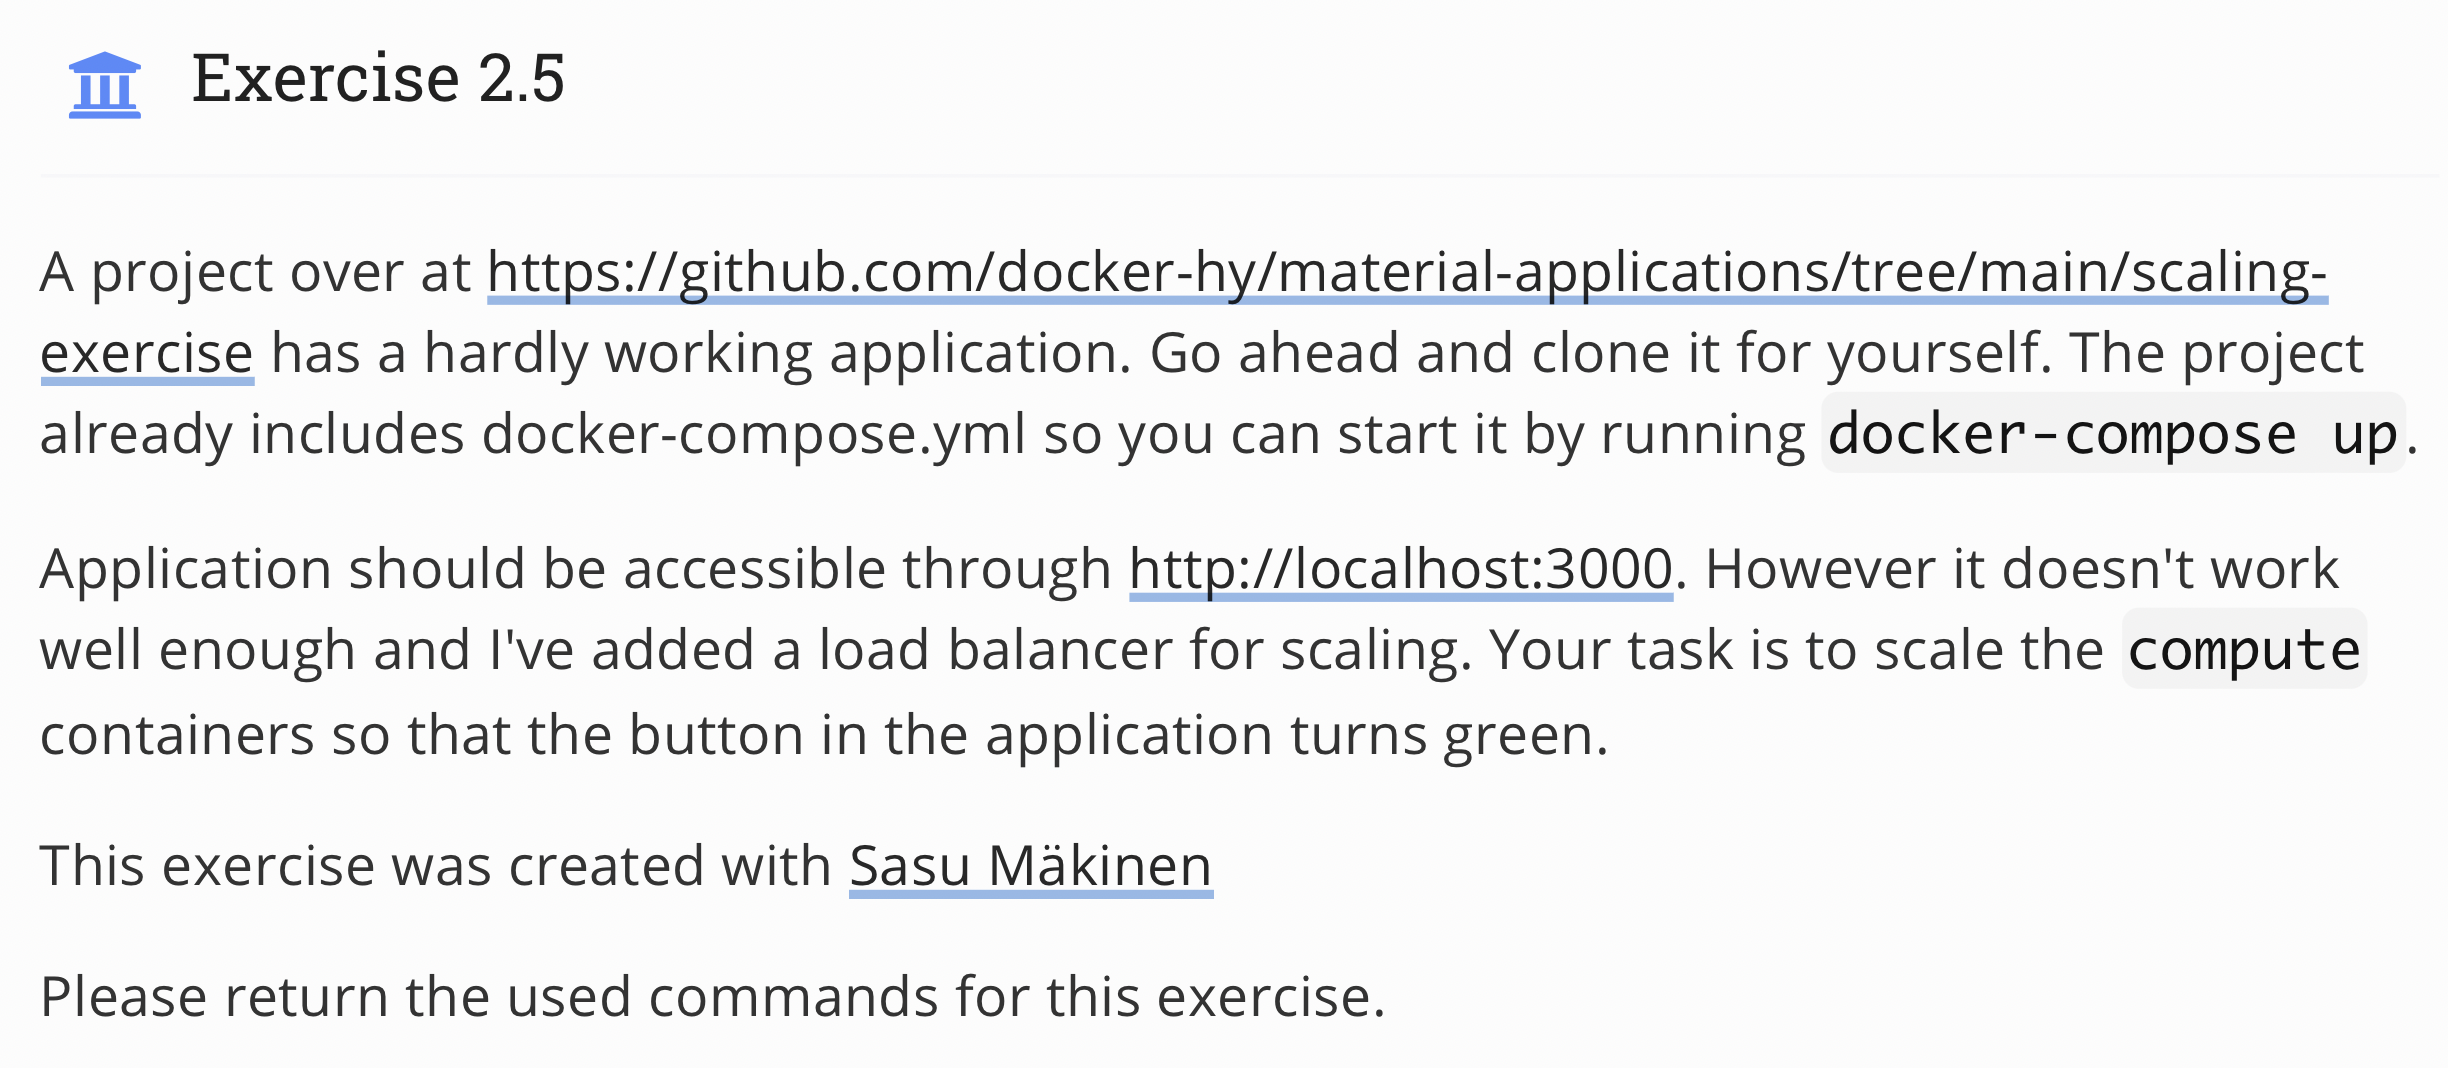 Exercise 2.5
A project over at https://github.com/docker-hy/material-applications/tree/main/scaling-
exercise has a hardly working application. Go ahead and clone it for yourself. The project
already includes docker-compose.yml so you can start it by running docker-compose up.
Application should be accessible through http://localhost:3000. However it doesn't work
well enough and I've added a load balancer for scaling. Your task is to scale the compute
containers so that the button in the application turns green.
This exercise was created with Sasu Mäkinen
Please return the used commands for this exercise.